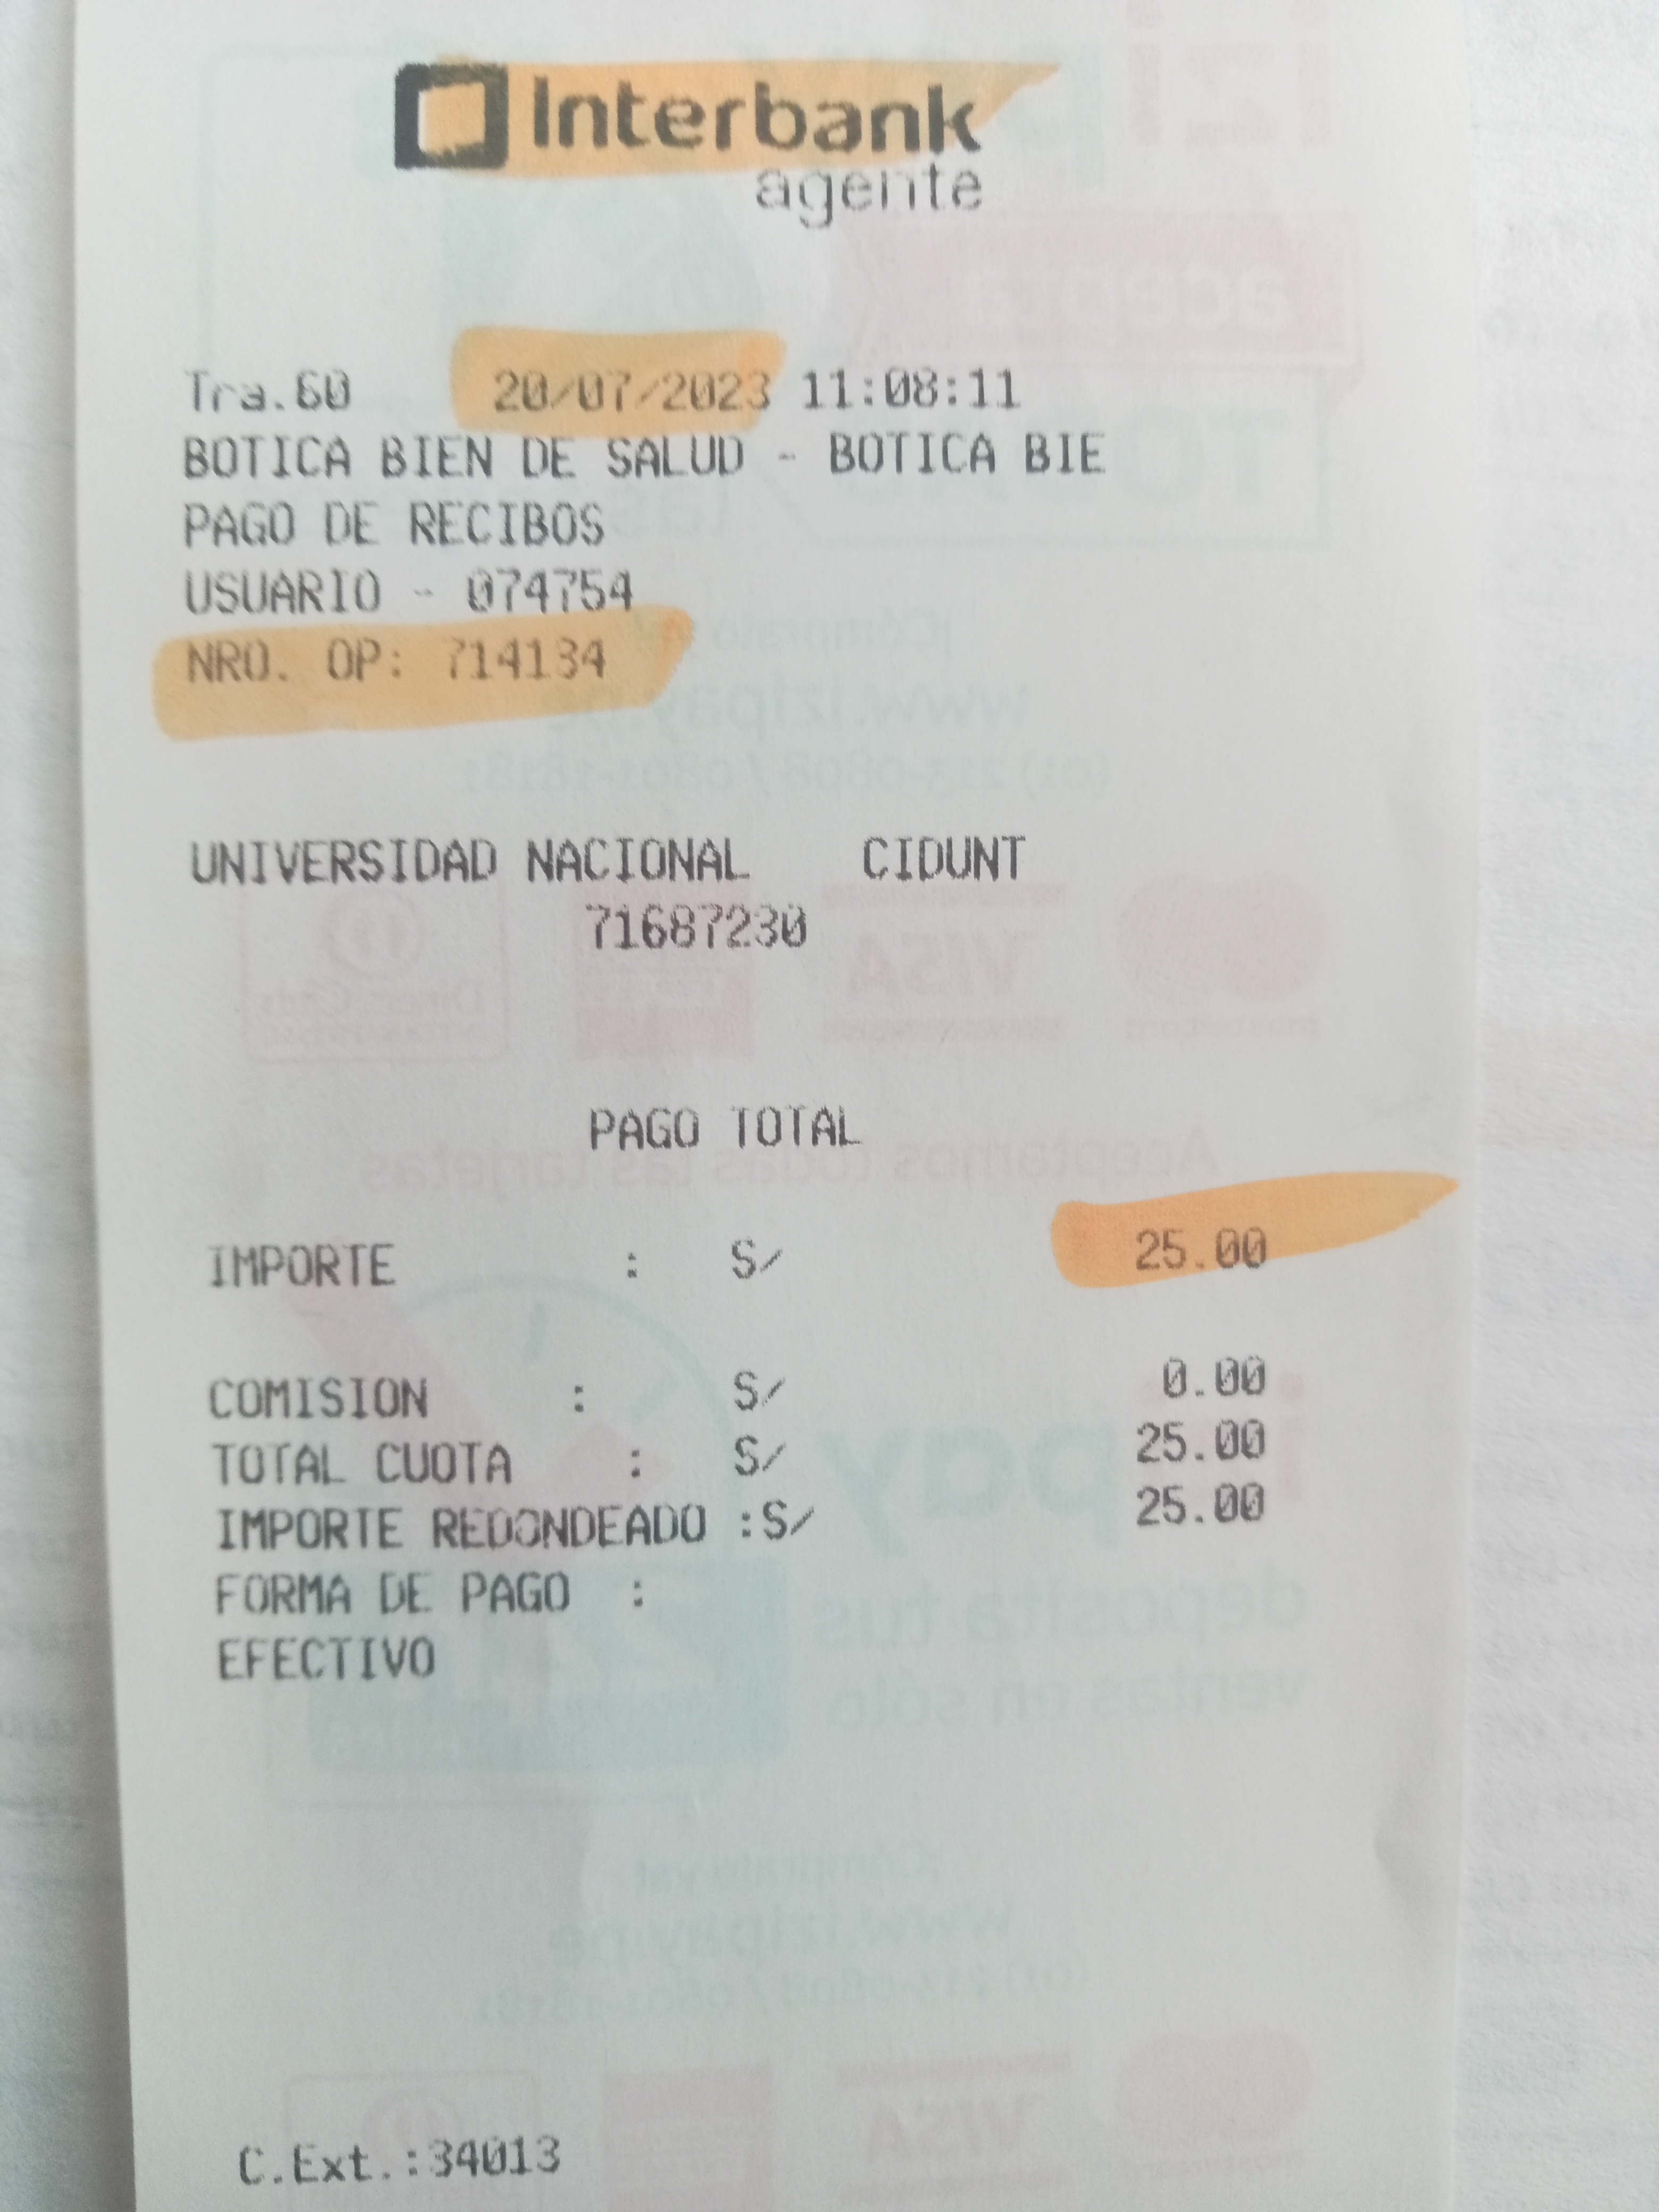 Interbank
agente
Tra.60 20/07/2023 11:08:11
BOTICA BIEN DE SALUD - BOTICA BIE
PAGO DE RECIBOS
USUARIO - 074754
NRO. OP: 714134
UNIVERSIDAD NACIONAL CIDUNT
71687230
PAGO TOTAL
IMPORTE : S/ 25.00
COMISION : S/ 0.00
TOTAL CUOTA : S/ 25.00
IMPORTE REDONDEADO :S/ 25.00
FORMA DE PAGO :
EFECTIVO
C.Ext.:34013